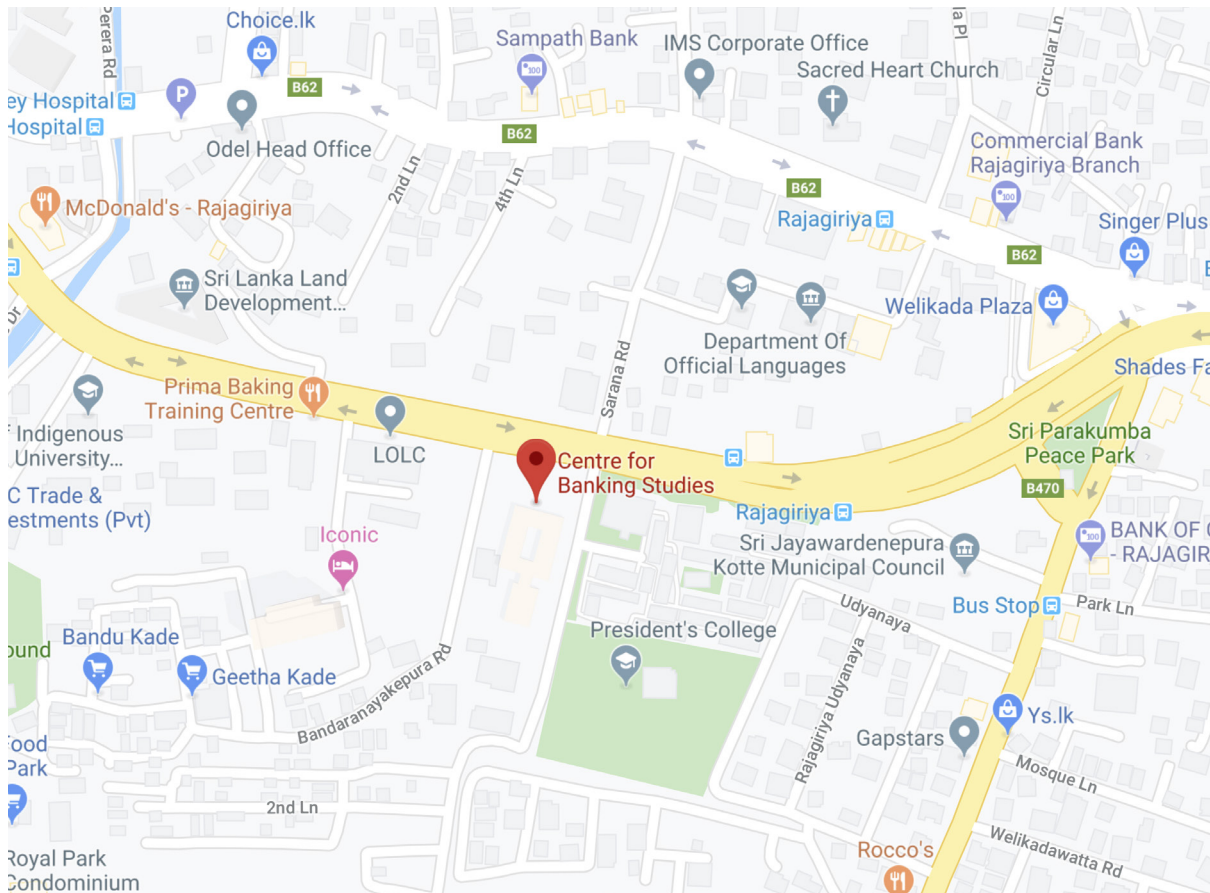 Perera Rd
Choice.lk
B62
Sampath Bank
IMS Corporate Office
Sacred Heart Church
la Pl
Circular Ln
ey Hospital
Hospital
P
Odel Head Office
2nd Ln
B62
4th Ln
Commercial Bank
Rajagiriya Branch
McDonald's - Rajagiriya
B62
Rajagiriya
Singer Plus
B62
Sri Lanka Land
Development...
Welikada Plaza
Department Of
Official Languages
Sarana Rd
Shades Fa
Prima Baking
Training Centre
LOLC
Indigenous
University...
Sri Parakumba
Peace Park
Centre for
Banking Studies
B470
C Trade &
estments (Pvt)
Rajagiriya
Iconic
Sri Jayawardenepura
Kotte Municipal Council
BANK OF
- RAJAGIR
Bus Stop
Park Ln
Udyanaya
President's College
Bandu Kade
ound
Geetha Kade
Bandaranayakepura Rd
Rajagiriya Udyanaya
Ys.lk
Gapstars
Food
Park
Mosque Ln
2nd Ln
Welikadawatta Rd
Rocco's
Royal Park
Condominium